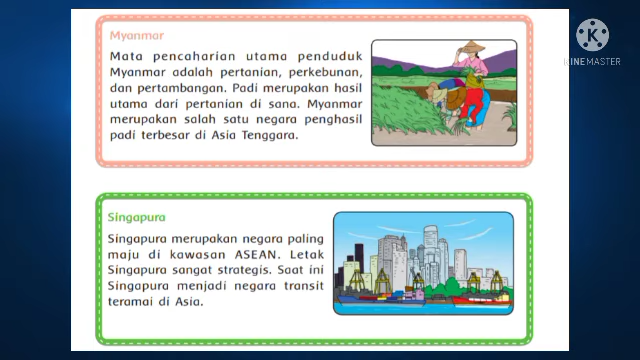 Myanmar
Mata pencaharian utama penduduk
Myanmar adalah pertanian, perkebunan,
dan pertambangan. Padi merupakan hasil
utama dari pertanian di sana. Myanmar
merupakan salah satu negara penghasil
padi terbesar di Asia Tenggara.
Singapura
Singapura merupakan negara paling
maju di kawasan ASEAN. Letak
Singapura sangat strategis. Saat ini
Singapura menjadi negara transit
teramai di Asia.
K
KINEMASTER